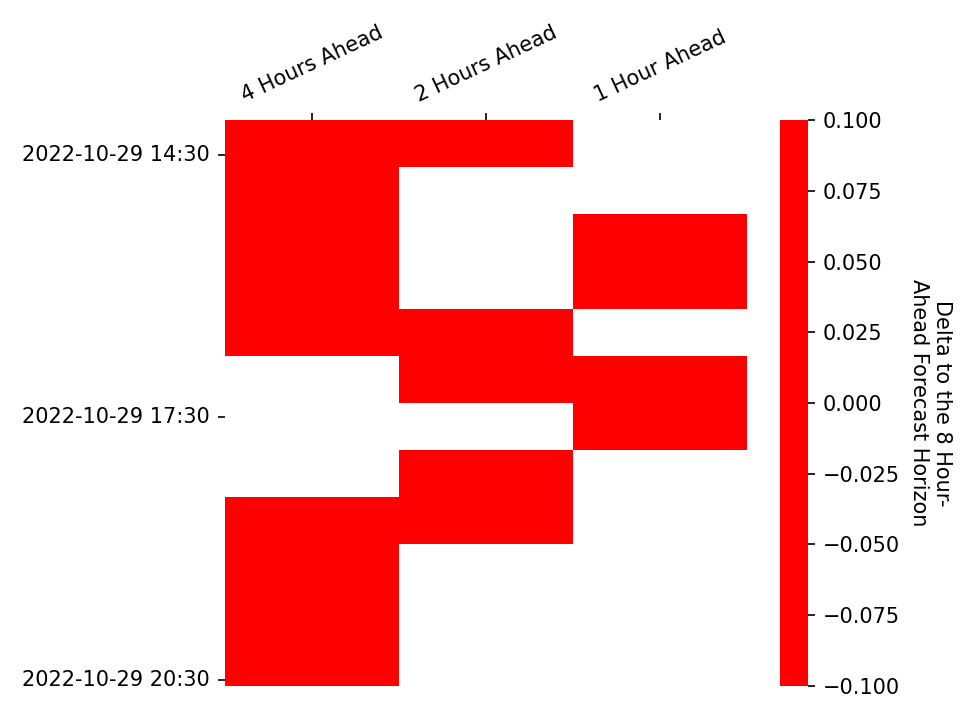 4 Hours Ahead
2 Hours Ahead
1 Hour Ahead
2022-10-29 14:30
2022-10-29 17:30
2022-10-29 20:30
0.100
0.075
0.050
0.025
0.000
−0.025
−0.050
−0.075
−0.100
Delta to the 8 Hour-
Ahead Forecast Horizon